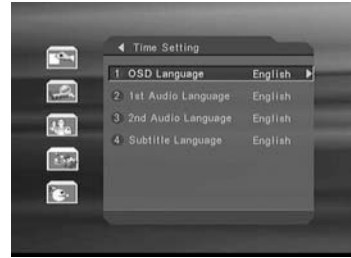 Time Setting
1 OSD Language English
2 1st Audio Language English
3 2nd Audio Language English
4 Subtitle Language English